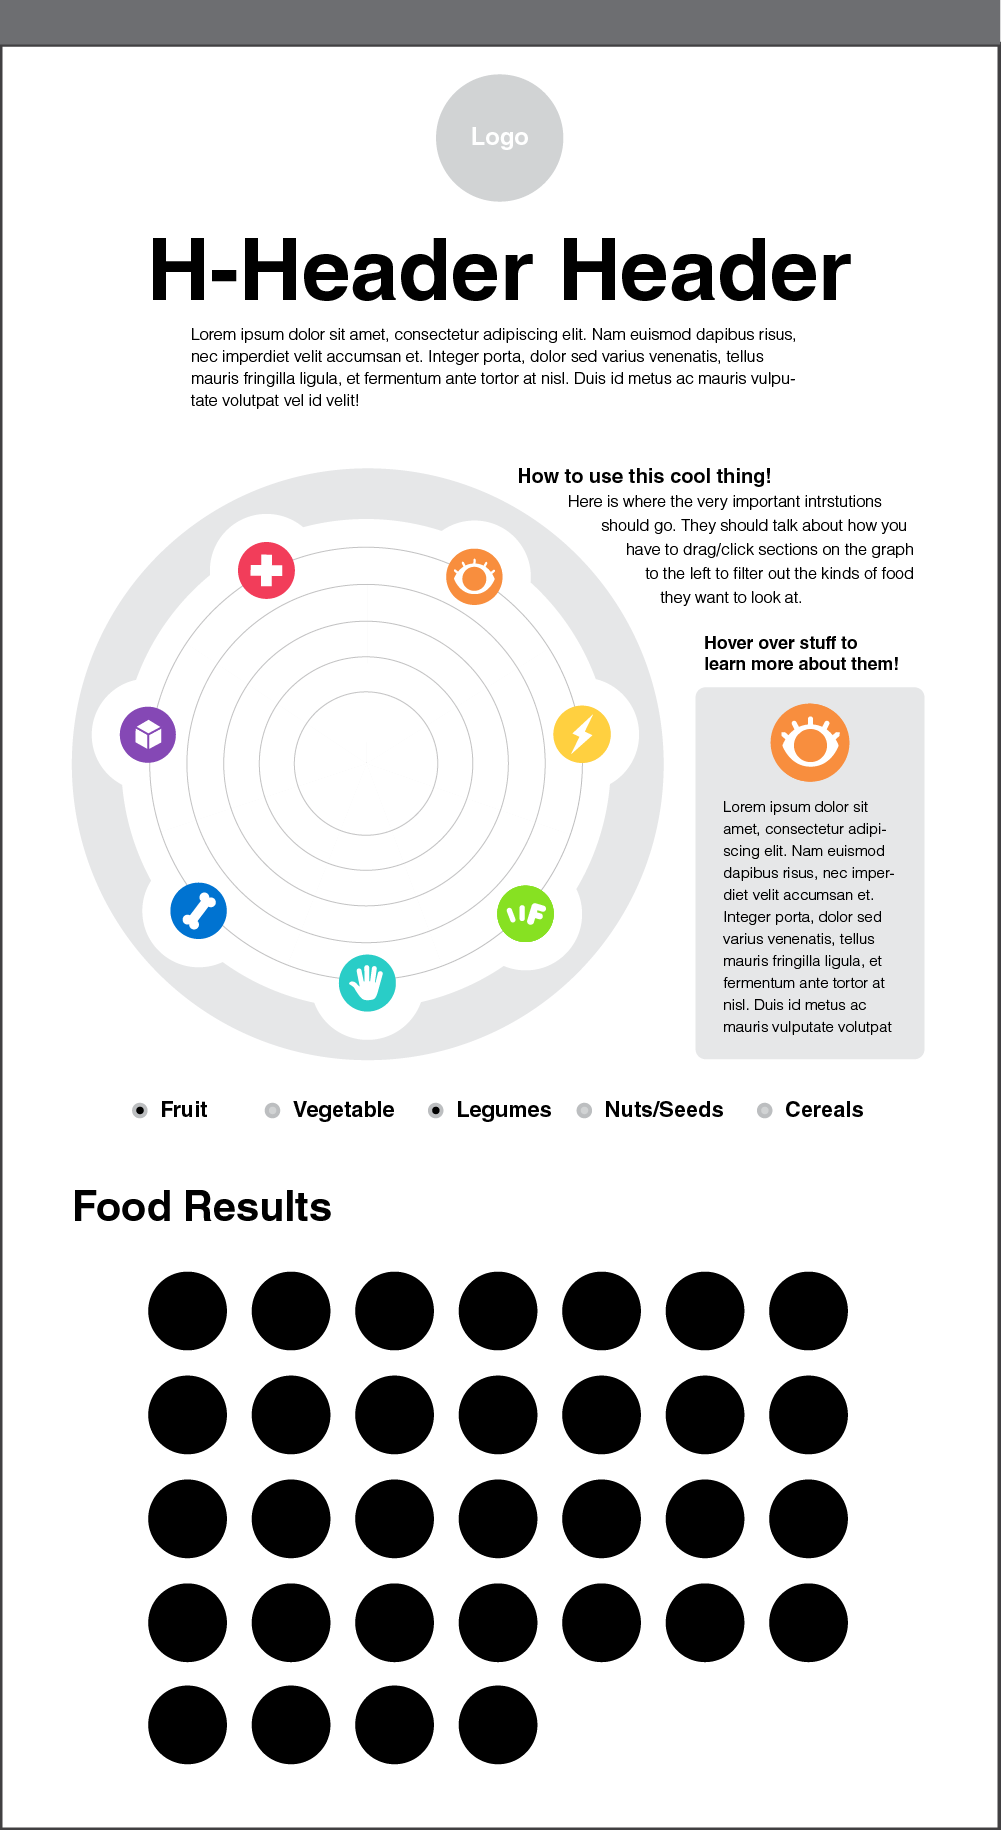 Logo
H-Header Header
Lorem ipsum dolor sit amet, consectetur adipiscing elit. Nam euismod dapibus risus,
nec imperdiet velit accumsan et. Integer porta, dolor sed varius venenatis, tellus
mauris fringilla ligula, et fermentum ante tortor at nisl. Duis id metus ac mauris vulpu-
tate volutpat vel id velit!
How to use this cool thing!
Here is where the very important intrstutions
should go. They should talk about how you
have to drag/click sections on the graph
to the left to filter out the kinds of food
they want to look at.
Hover over stuff to
learn more about them!
Lorem ipsum dolor sit
amet, consectetur adipi-
scing elit. Nam euismod
dapibus risus, nec imper-
diet velit accumsan et.
Integer porta, dolor sed
varius venenatis, tellus
mauris fringilla ligula, et
fermentum ante tortor at
nisl. Duis id metus ac
mauris vulputate volutpat
Fruit
Vegetable
Legumes
Nuts/Seeds
Cereals
Food Results